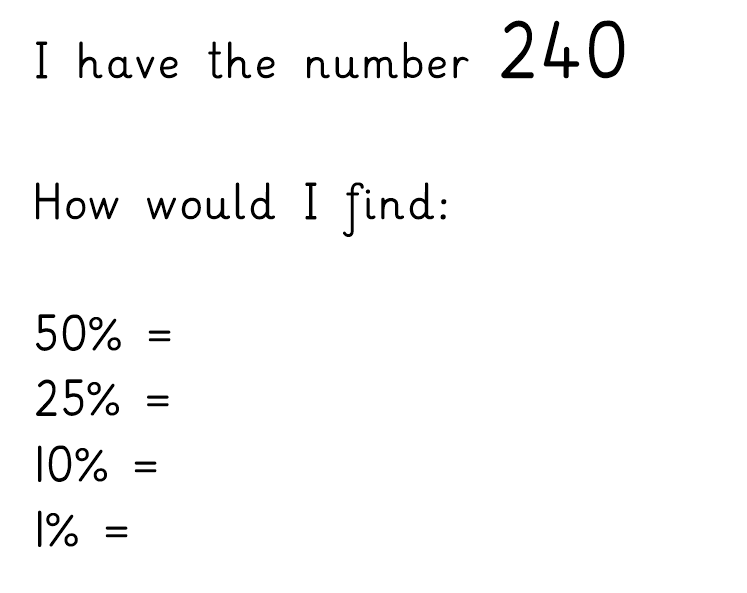 I have the number 240
How would I find:
50% =
25% =
10% =
1% =